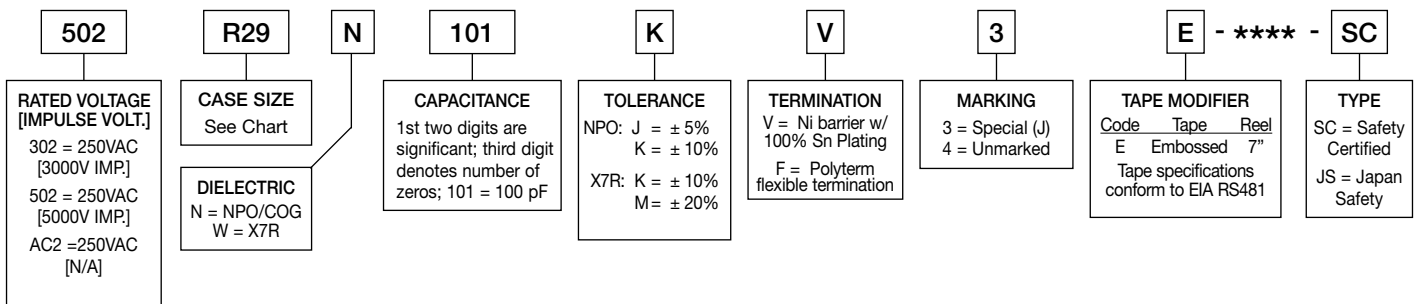 502 R29 N 101 K V 3 E - **** - SC
RATED VOLTAGE
[IMPULSE VOLT.]
302 = 250VAC
[3000V IMP.]
502 = 250VAC
[5000V IMP.]
AC2 =250VAC
[N/A]
CASE SIZE
See Chart
DIELECTRIC
N = NPO/COG
W = X7R
CAPACITANCE
1st two digits are
significant; third digit
denotes number of
zeros; 101 = 100 pF
TOLERANCE
NPO: J = ± 5%
K = ± 10%
X7R: K = ± 10%
M = ± 20%
TERMINATION
V = Ni barrier w/
100% Sn Plating
F = Polyterm
flexible termination
MARKING
3 = Special (J)
4 = Unmarked
TAPE MODIFIER
Code Tape Reel
E Embossed 7”
Tape specifications
conform to EIA RS481
TYPE
SC = Safety
Certified
JS = Japan
Safety